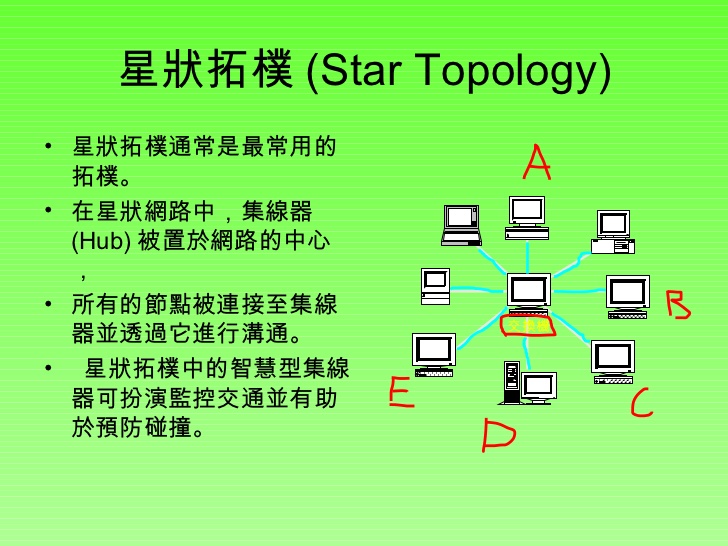 星狀拓樸 (Star Topology)
• 星狀拓樸通常是最常用的
拓樸。
• 在星狀網路中，集線器
(Hub) 被置於網路的中心
，
• 所有的節點被連接至集線
器並透過它進行溝通。
• 星狀拓樸中的智慧型集線
器可扮演監控交通並有助
於預防碰撞。
A
B
C
D
E